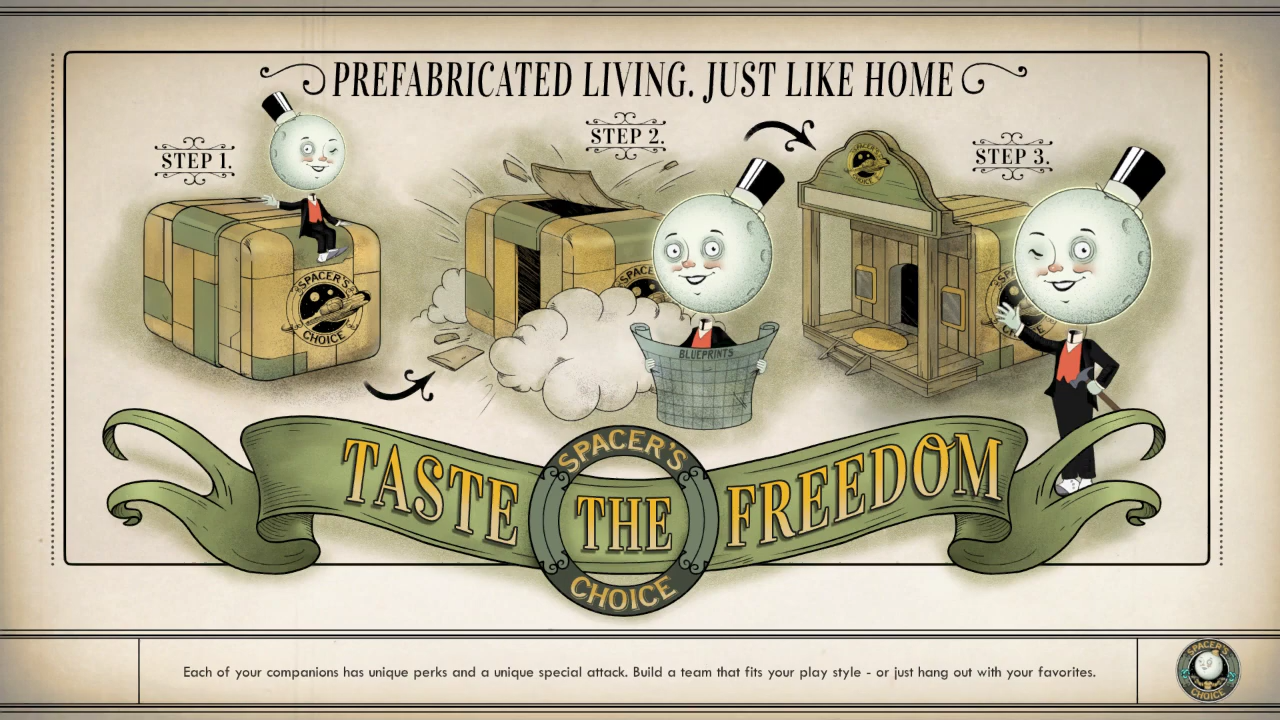 PREFABRICATED LIVING. JUST LIKE HOME
STEP 1.
STEP 2.
STEP 3.
SPACER'S
CHOICE
SPACER'S
SPACER'S
CHOICE
BLUEPRINTS
TASTE THE FREEDOM
SPACER'S
CHOICE
Each of your companions has unique perks and a unique special attack. Build a team that fits your play style - or just hang out with your favorites.
SPACER'S
CHOICE